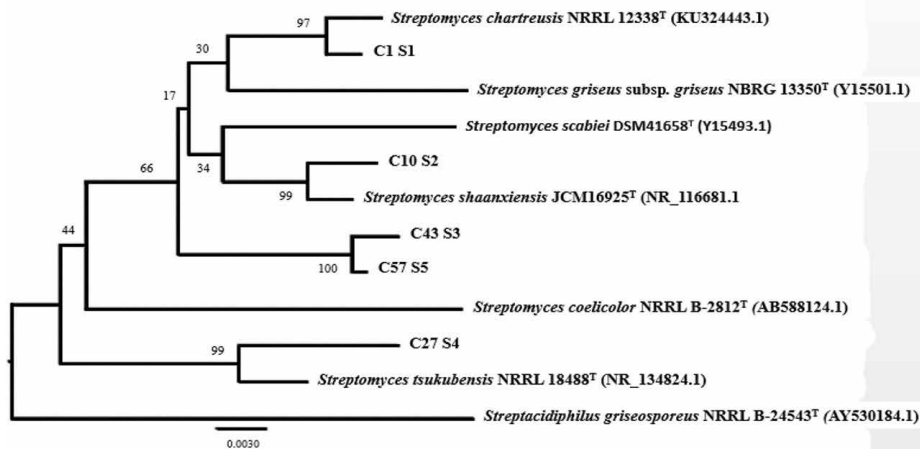 97
Streptomyces chartreusis NRRL 12338ᵀ (KU324443.1)
C1 S1
30
Streptomyces griseus subsp. griseus NBRG 13350ᵀ (Y15501.1)
17
Streptomyces scabiei DSM41658ᵀ (Y15493.1)
34
C10 S2
66
99
Streptomyces shaanxiensis JCM16925ᵀ (NR_116681.1
44
C43 S3
100
C57 S5
Streptomyces coelicolor NRRL B-2812ᵀ (AB588124.1)
99
C27 S4
Streptomyces tsukubensis NRRL 18488ᵀ (NR_134824.1)
Streptacidiphilus griseosporeus NRRL B-24543ᵀ (AY530184.1)
0.0030